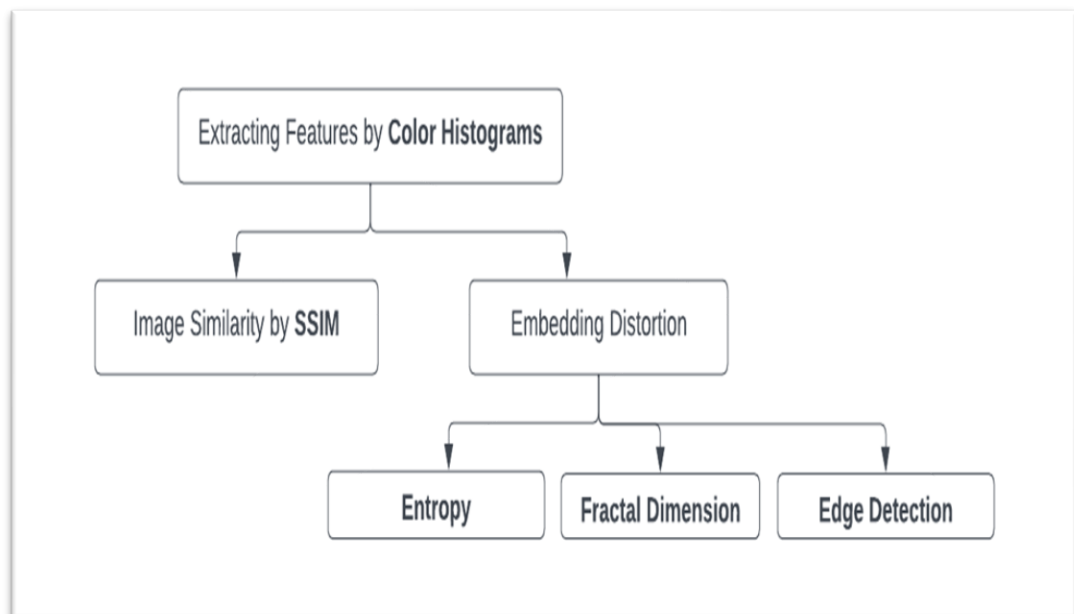 Extracting Features by Color Histograms
Image Similarity by SSIM
Embedding Distortion
Entropy
Fractal Dimension
Edge Detection